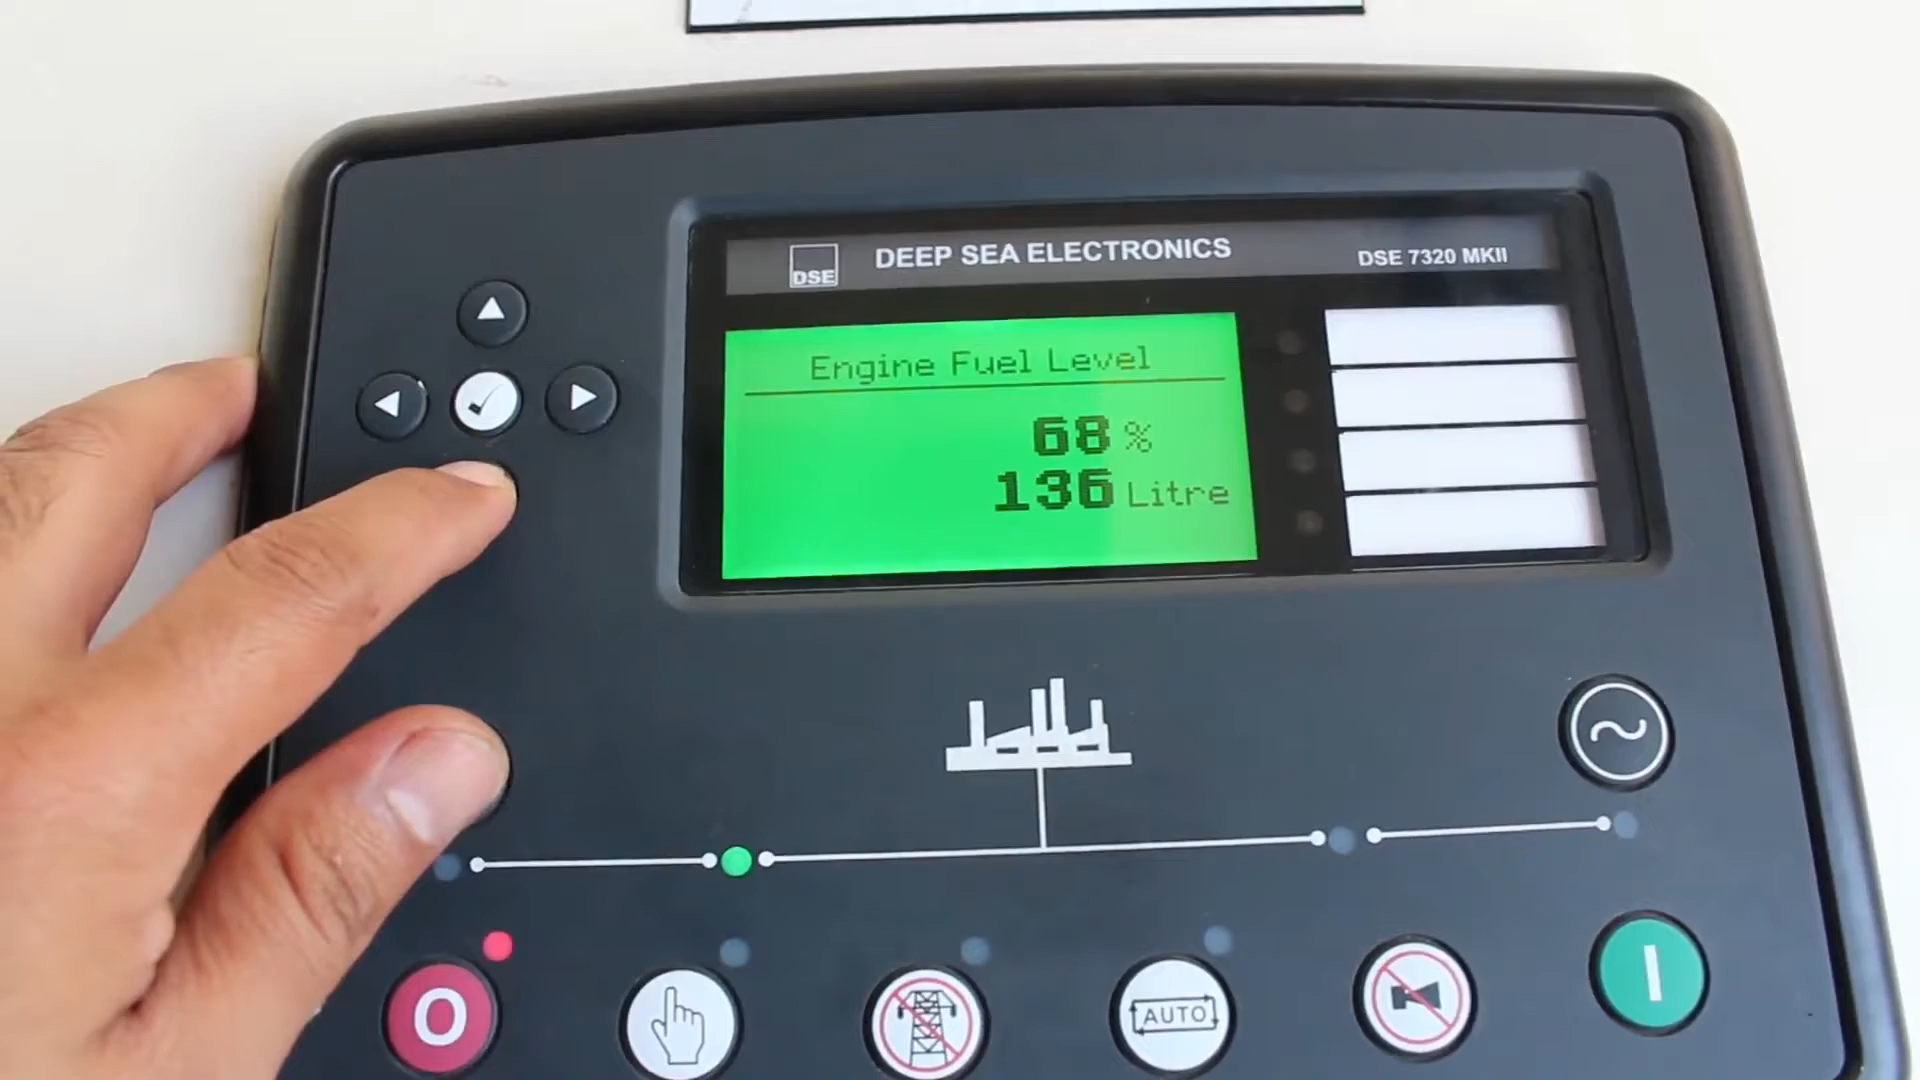 DSE
DEEP SEA ELECTRONICS
DSE 7320 MKII
Engine Fuel Level
68 %
136 Litre
O
AUTO
I